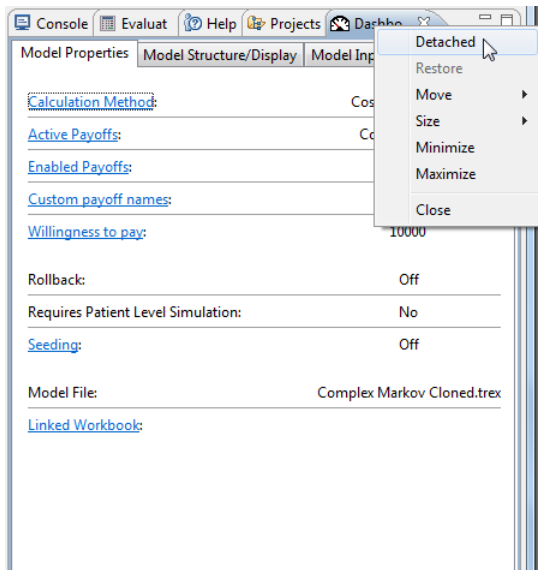 Console Evaluat Help Projects Dashbo
Model Properties Model Structure/Display Model Inp
Detached
Restore
Move
Size
Minimize
Maximize
Close
Calculation Method: Cos
Active Payoffs: Co
Enabled Payoffs:
Custom payoff names:
Willingness to pay: 10000
Rollback: Off
Requires Patient Level Simulation: No
Seeding: Off
Model File: Complex Markov Cloned.trex
Linked Workbook: